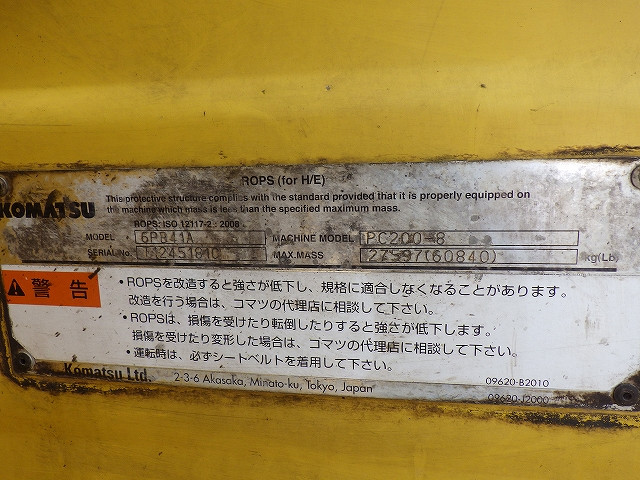 ROPS (for H/E)
KOMATSU
This protective structure complies with the standard provided that it is properly equipped on
the machine which mass is less than the specified maximum mass.
ROPS: ISO 12117-2 : 2008
MODEL 6PB41A MACHINE MODEL PC200-8
SERIAL No. MAX.MASS 27597(60840) kg(Lb)
警告
・ROPSを改造すると強さが低下し、規格に適合しなくなることがあります。
改造を行う場合は、コマツの代理店に相談して下さい。
・ROPSは、損傷を受けたり転倒したりすると強さが低下します。
損傷を受けたり変形した場合は、コマツの代理店に相談して下さい。
・運転時は、必ずシートベルトを着用して下さい。
Komatsu Ltd. 2-3-6 Akasaka, Minato-ku, Tokyo, Japan
09620-B2010
09620-J2000